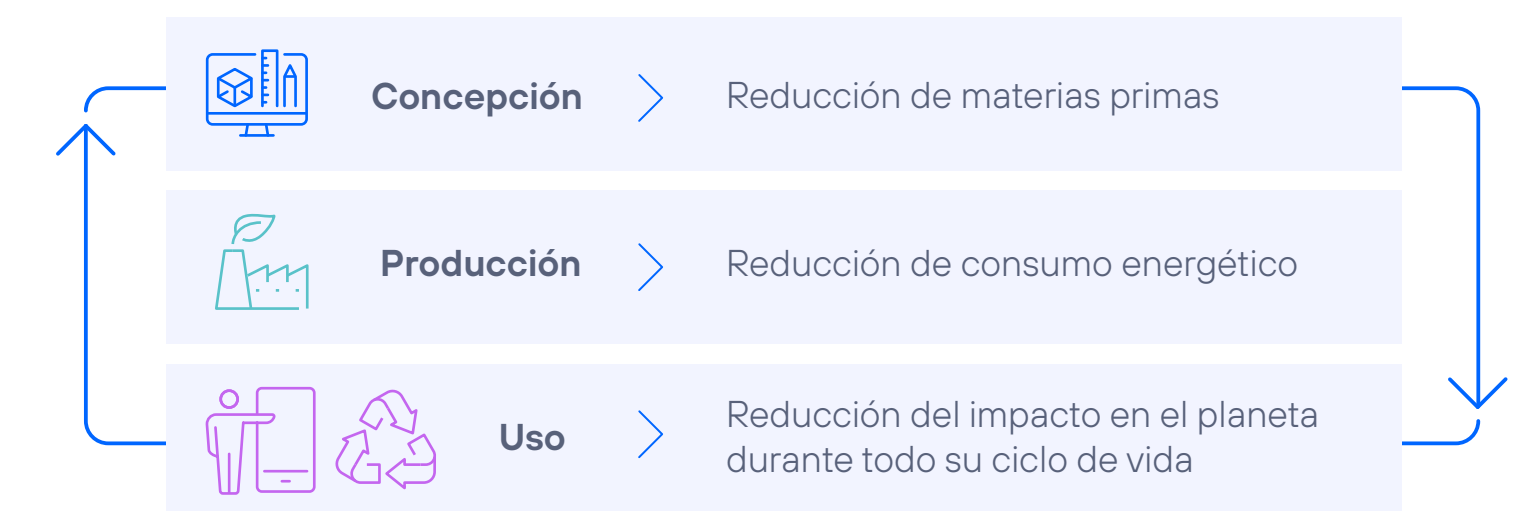 Concepción
Reducción de materias primas
Producción
Reducción de consumo energético
Uso
Reducción del impacto en el planeta
durante todo su ciclo de vida